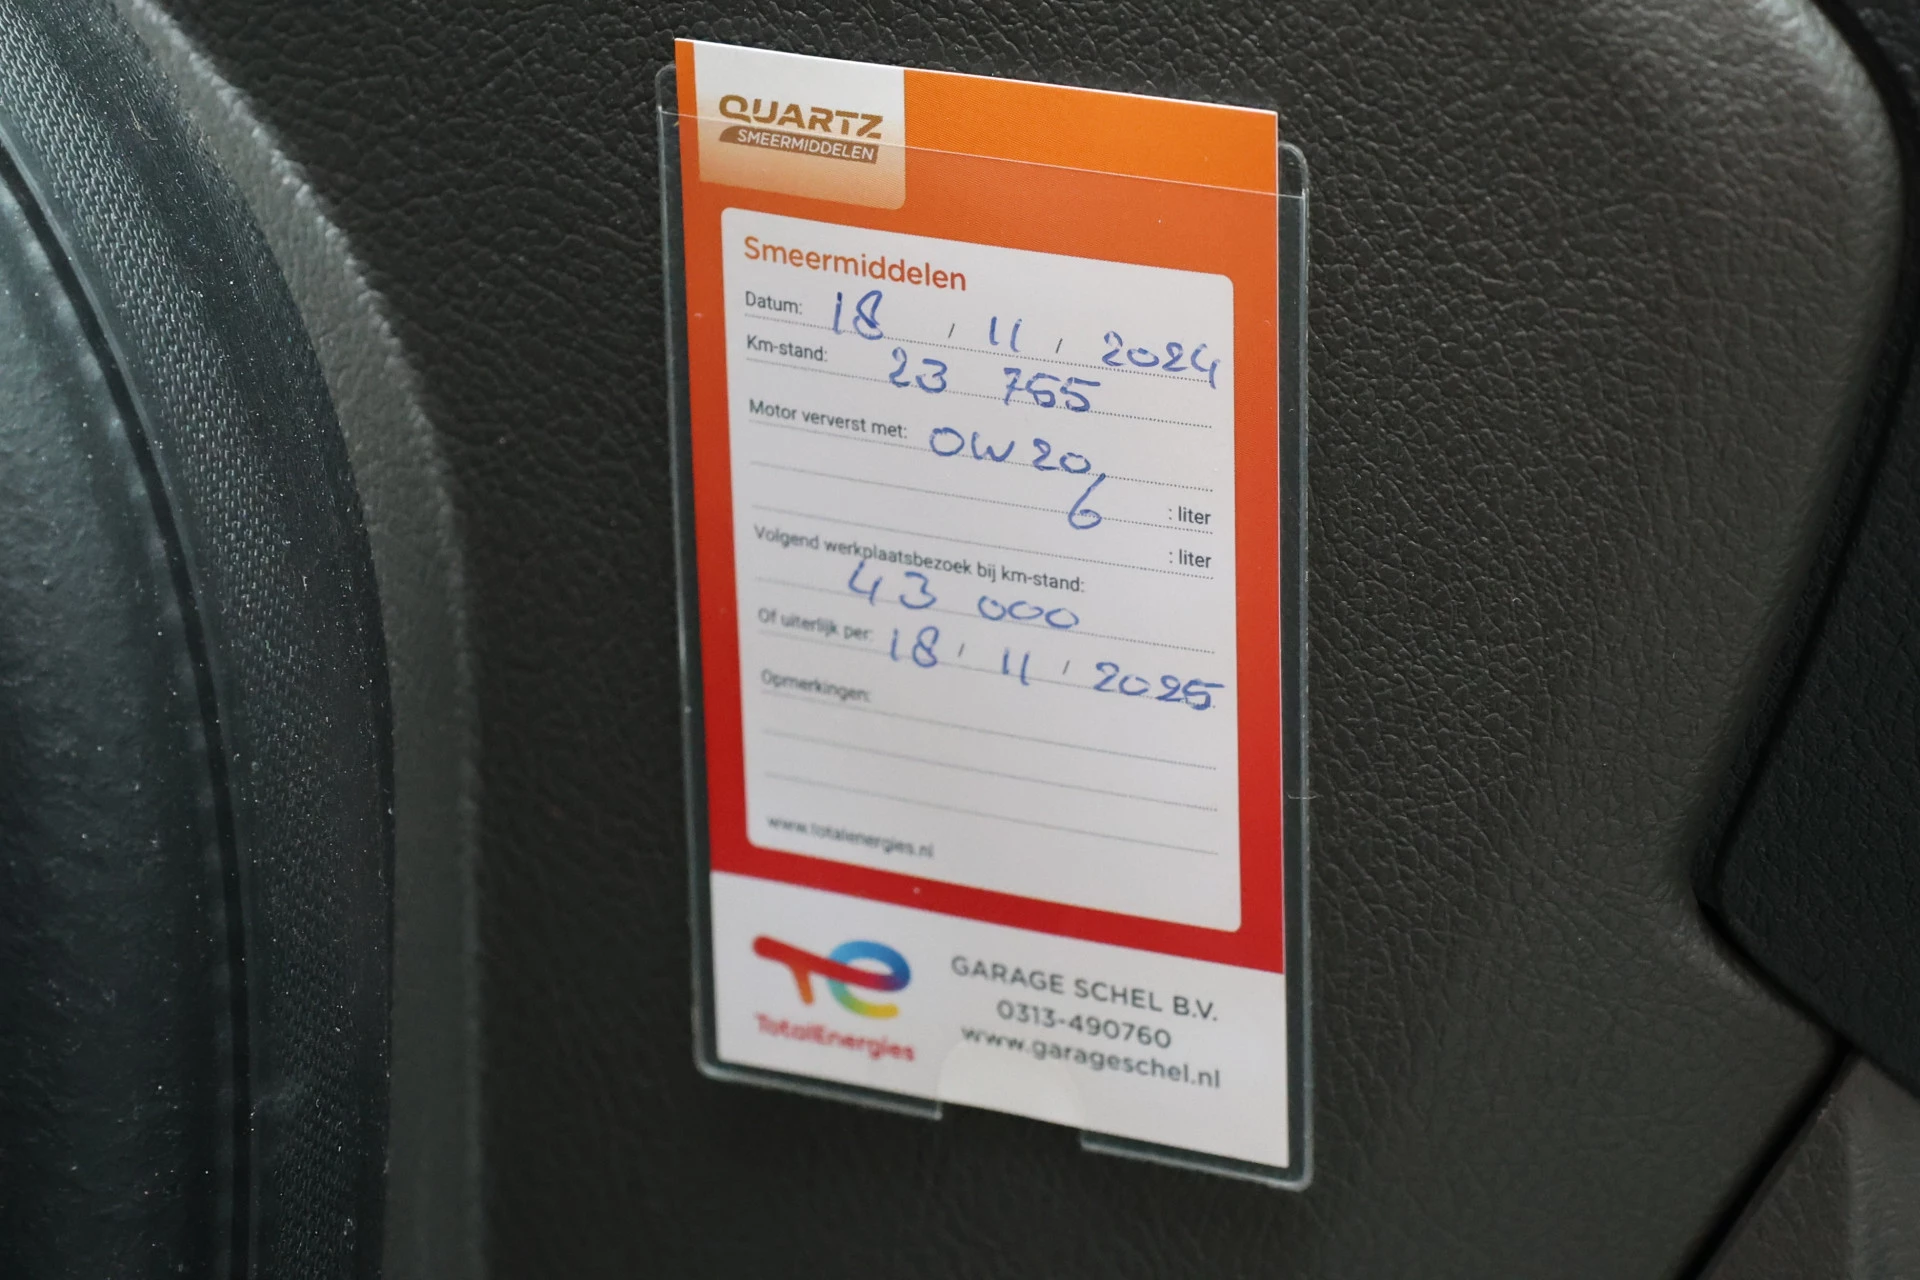 QUARTZ
SMEERMIDDELEN
Smeermiddelen
Datum: 18 / 11 / 2024
Km-stand: 23 755
Motor ververst met: 0W20
6 : liter
: liter
Volgend werkplaatsbezoek bij km-stand:
43 000
Of uiterlijk per: 18 / 11 / 2025
Opmerkingen:
www.totalenergies.nl
TotalEnergies
GARAGE SCHEL B.V.
0313-490760
www.garageschel.nl